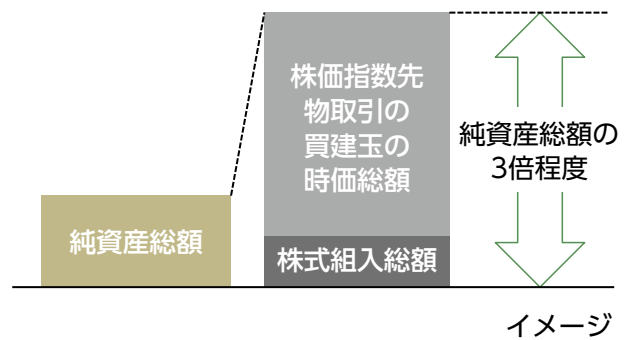 株価指数先
物取引の
買建玉の
時価総額
純資産総額の
3倍程度
純資産総額
株式組入総額
イメージ